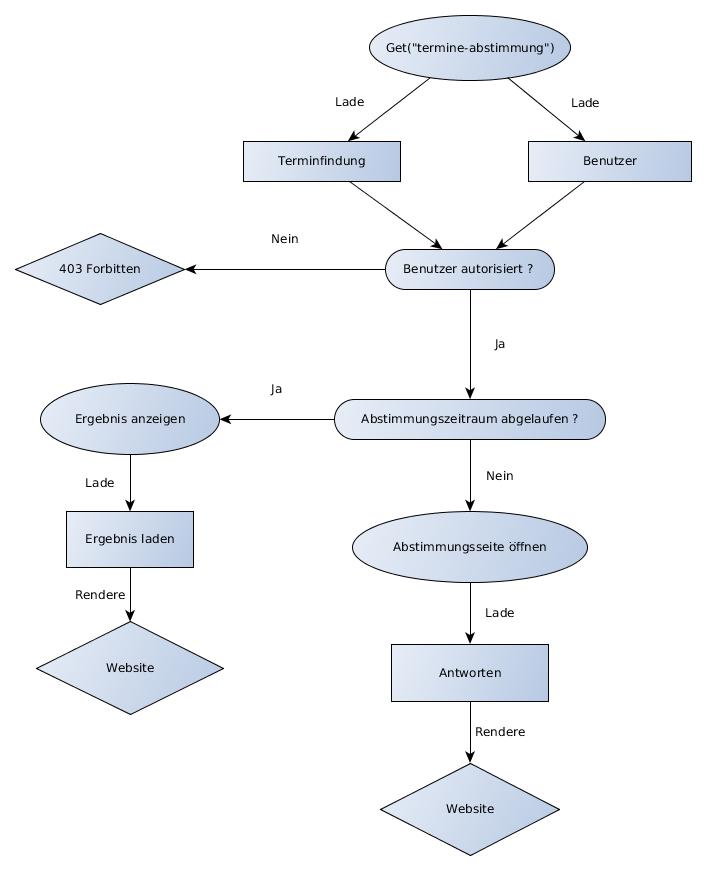 Get("termine-abstimmung")
Lade
Lade
Terminfindung
Benutzer
Nein
403 Forbitten
Benutzer autorisiert ?
Ja
Ja
Ergebnis anzeigen
Abstimmungszeitraum abgelaufen ?
Lade
Nein
Ergebnis laden
Abstimmungsseite öffnen
Rendere
Lade
Website
Antworten
Rendere
Website